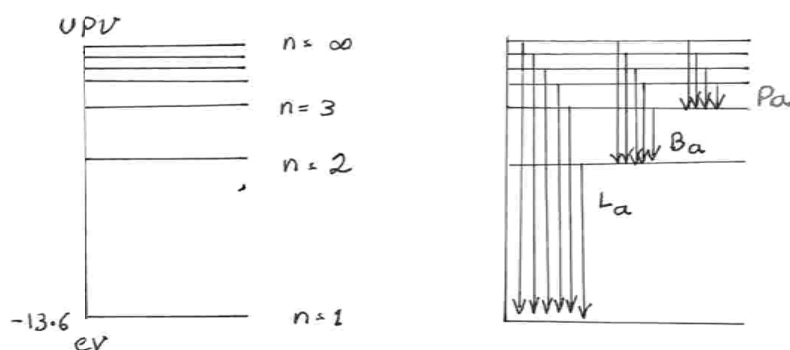 UPV
n = ∞
n = 3
n = 2
-13.6
eV
n = 1
Pa
Ba
La